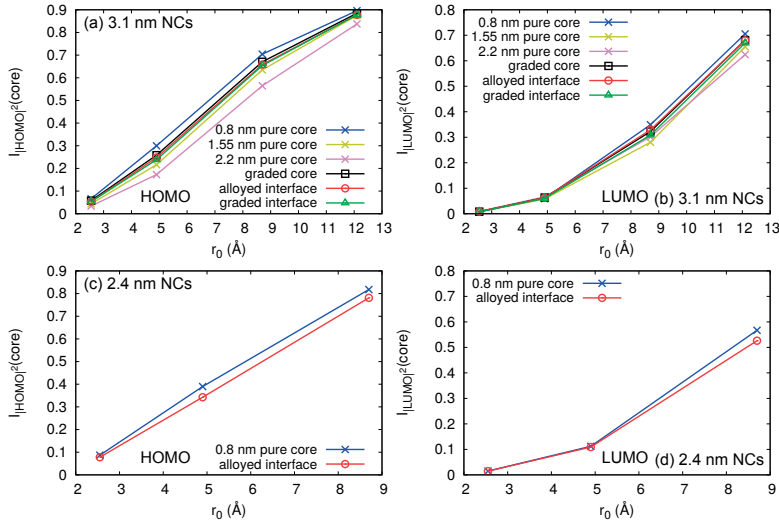 (a) 3.1 nm NCs
I|HOMO|²(core)
0.9
0.8
0.7
0.6
0.5
0.4
0.3
0.2
0.1
0
0.8 nm pure core
1.55 nm pure core
2.2 nm pure core
graded core
alloyed interface
graded interface
HOMO
2 3 4 5 6 7 8 9 10 11 12 13
r₀ (Å)
I|LUMO|²(core)
0.8
0.7
0.6
0.5
0.4
0.3
0.2
0.1
0
0.8 nm pure core
1.55 nm pure core
2.2 nm pure core
graded core
alloyed interface
graded interface
LUMO (b) 3.1 nm NCs
2 3 4 5 6 7 8 9 10 11 12 13
r₀ (Å)
(c) 2.4 nm NCs
I|HOMO|²(core)
0.9
0.8
0.7
0.6
0.5
0.4
0.3
0.2
0.1
0
HOMO
0.8 nm pure core
alloyed interface
2 3 4 5 6 7 8 9
r₀ (Å)
I|LUMO|²(core)
0.8
0.7
0.6
0.5
0.4
0.3
0.2
0.1
0
0.8 nm pure core
alloyed interface
LUMO (d) 2.4 nm NCs
2 3 4 5 6 7 8 9
r₀ (Å)